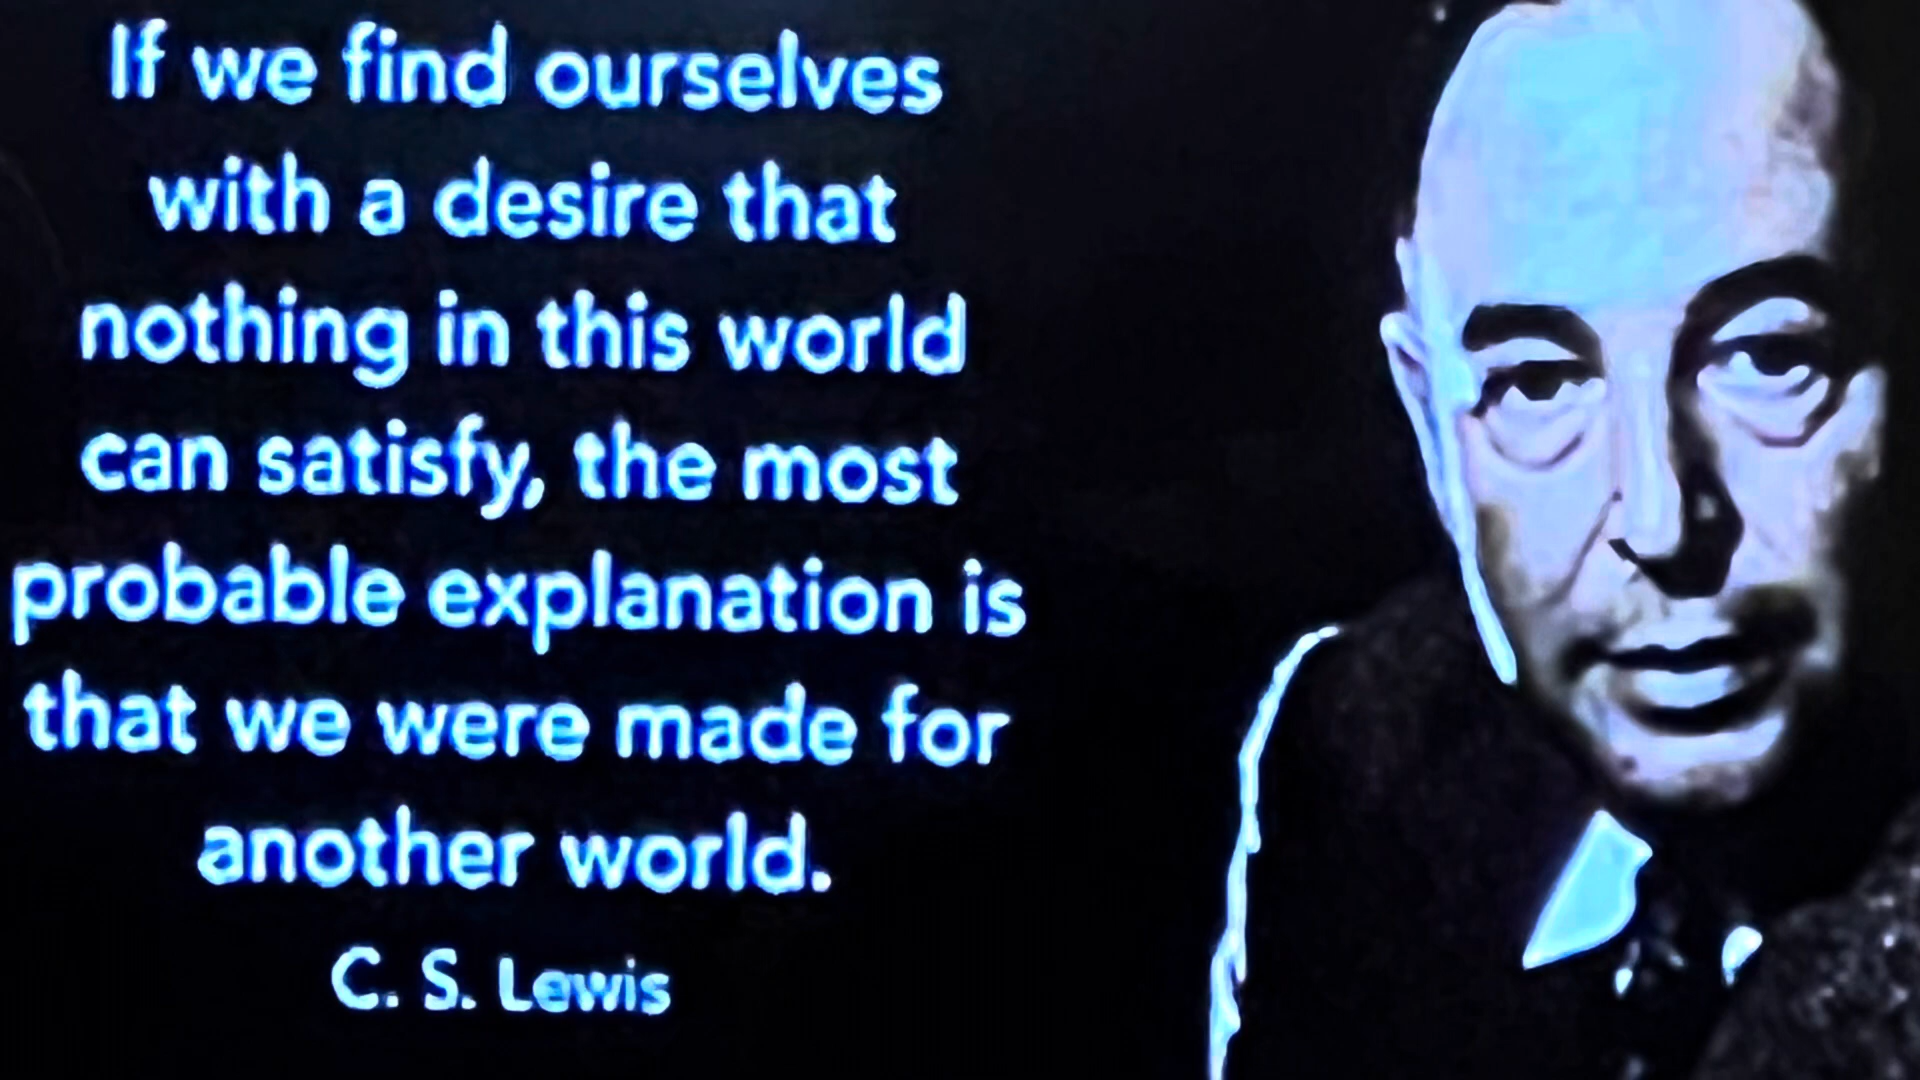 If we find ourselves
with a desire that
nothing in this world
can satisfy, the most
probable explanation is
that we were made for
another world.
C. S. Lewis